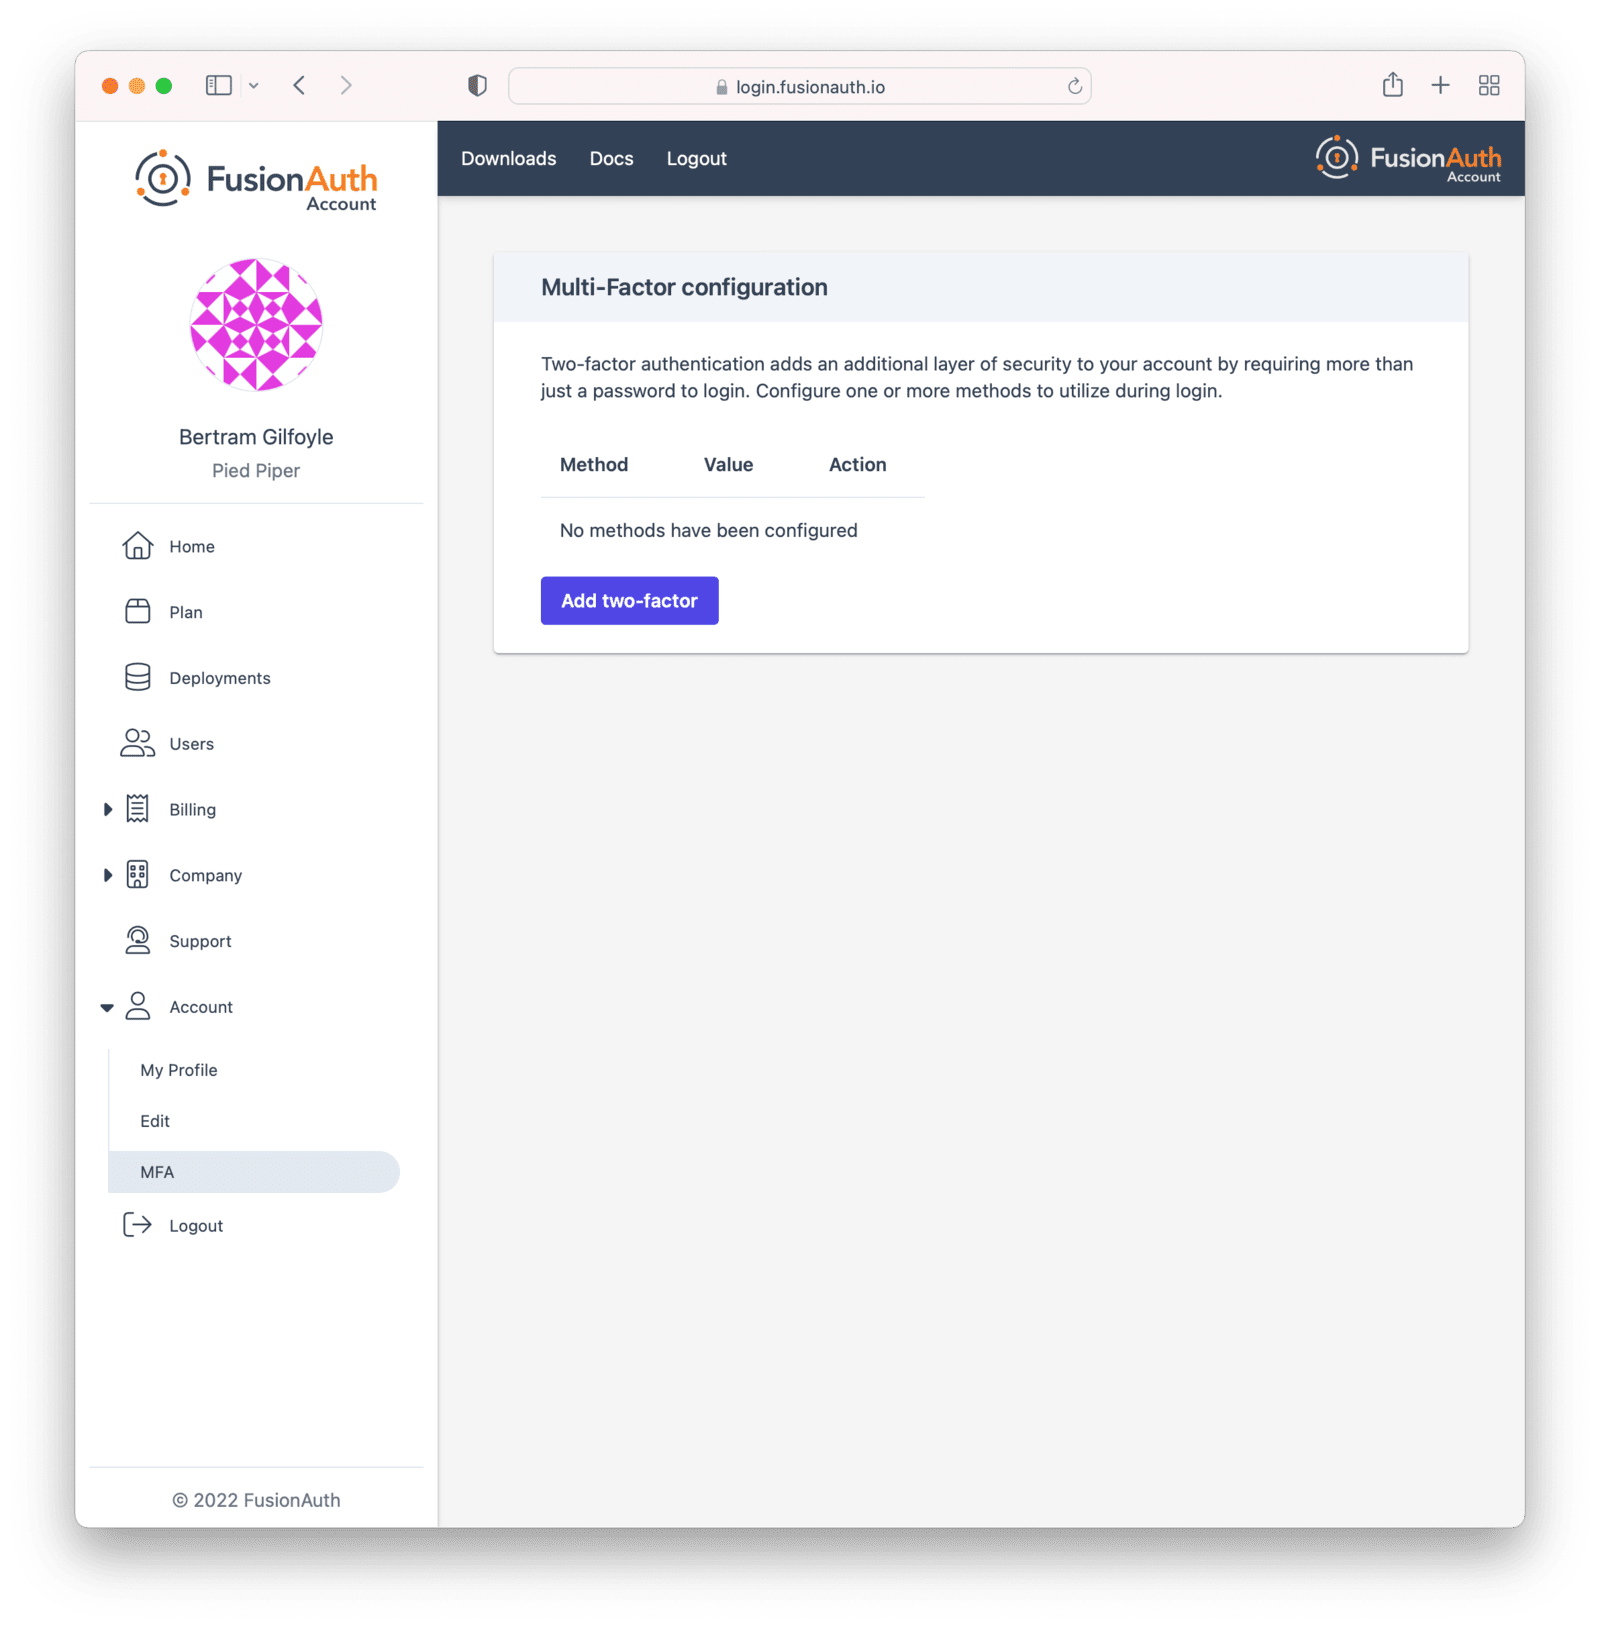 login.fusionauth.io
FusionAuth
Account
Bertram Gilfoyle
Pied Piper
Home
Plan
Deployments
Users
Billing
Company
Support
Account
My Profile
Edit
MFA
Logout
© 2022 FusionAuth
Downloads Docs Logout
FusionAuth
Account
Multi-Factor configuration
Two-factor authentication adds an additional layer of security to your account by requiring more than
just a password to login. Configure one or more methods to utilize during login.
Method Value Action
No methods have been configured
Add two-factor